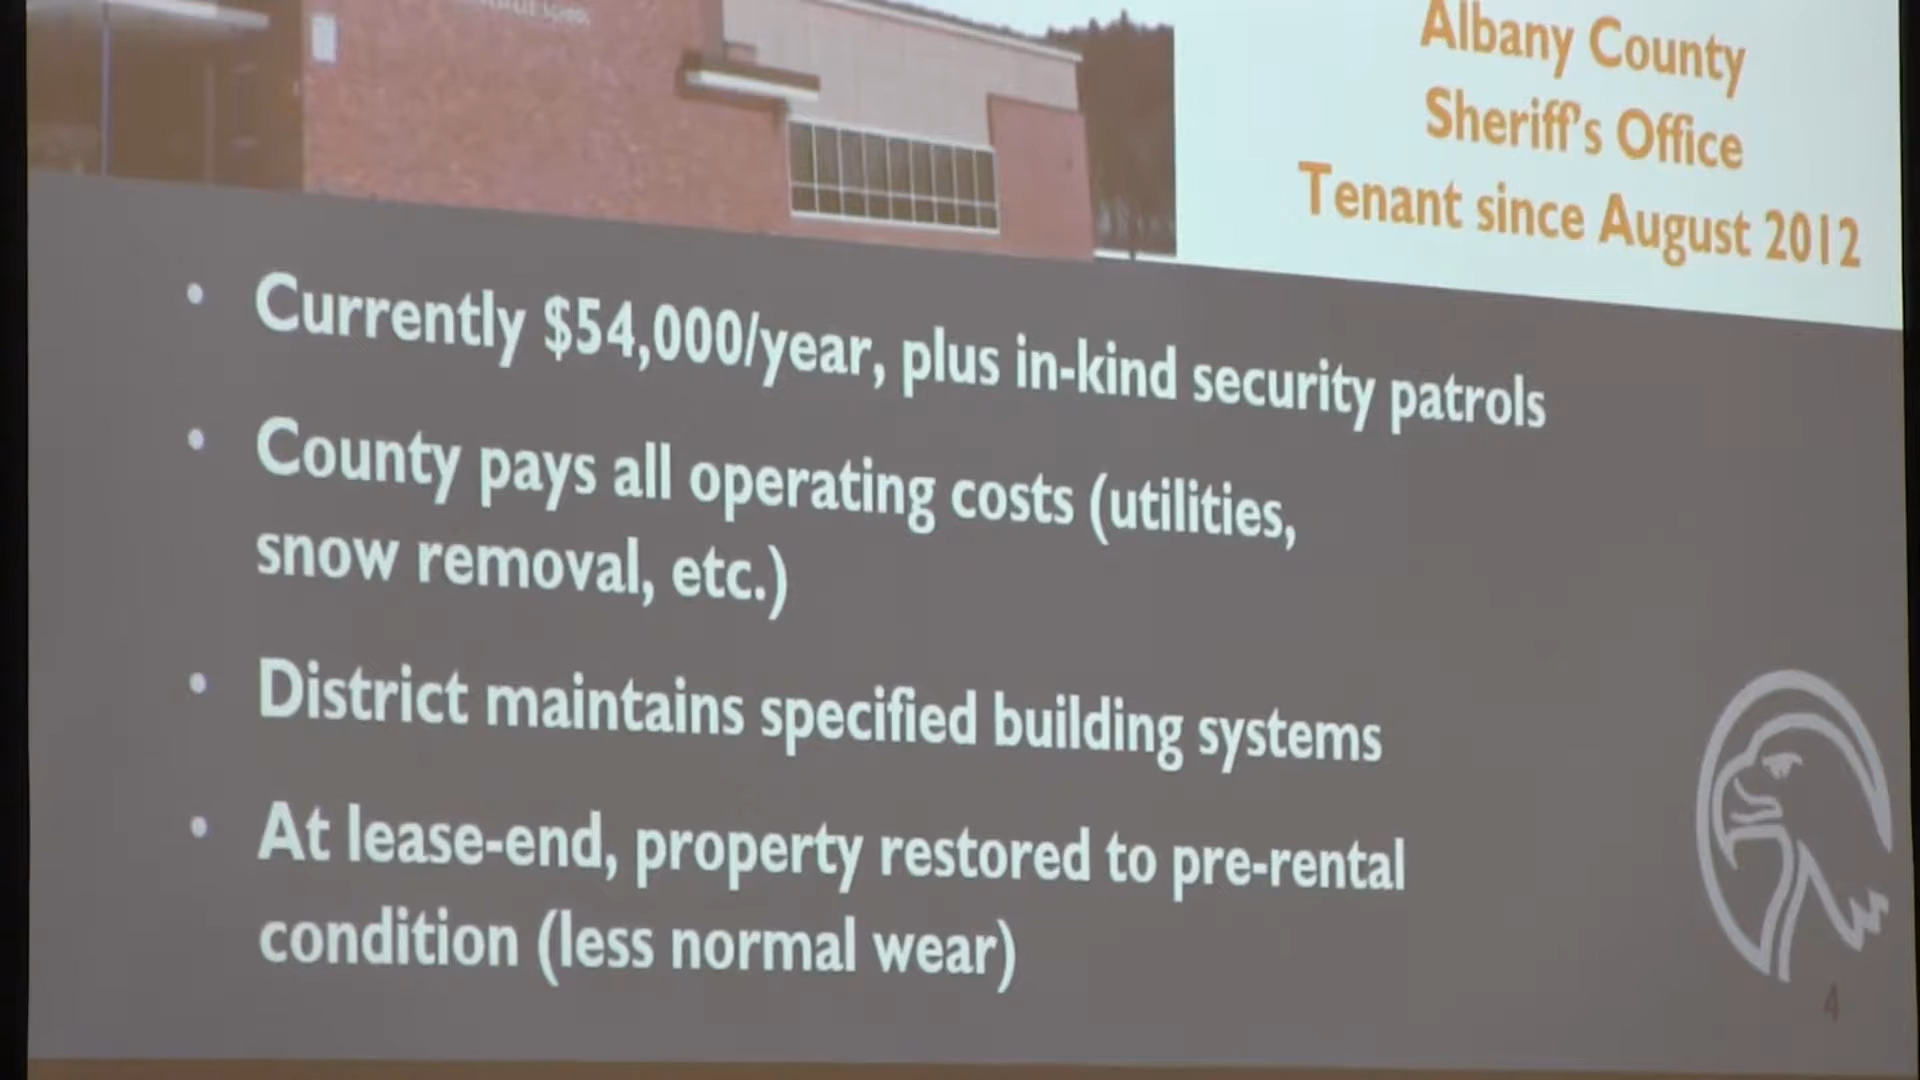 Albany County
Sheriff's Office
Tenant since August 2012
• Currently $54,000/year, plus in-kind security patrols
• County pays all operating costs (utilities,
snow removal, etc.)
• District maintains specified building systems
• At lease-end, property restored to pre-rental
condition (less normal wear)
4